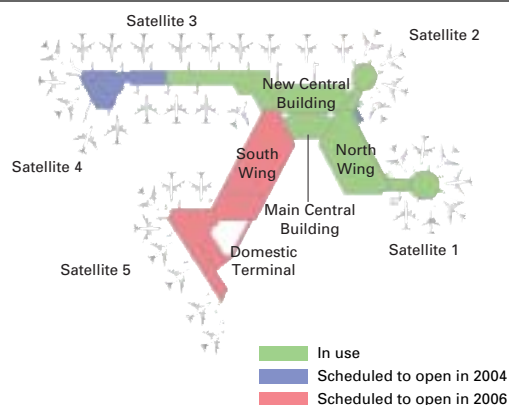 Satellite 3
Satellite 2
New Central
Building
South
Wing
North
Wing
Satellite 4
Main Central
Building
Satellite 1
Domestic
Terminal
Satellite 5
In use
Scheduled to open in 2004
Scheduled to open in 2006